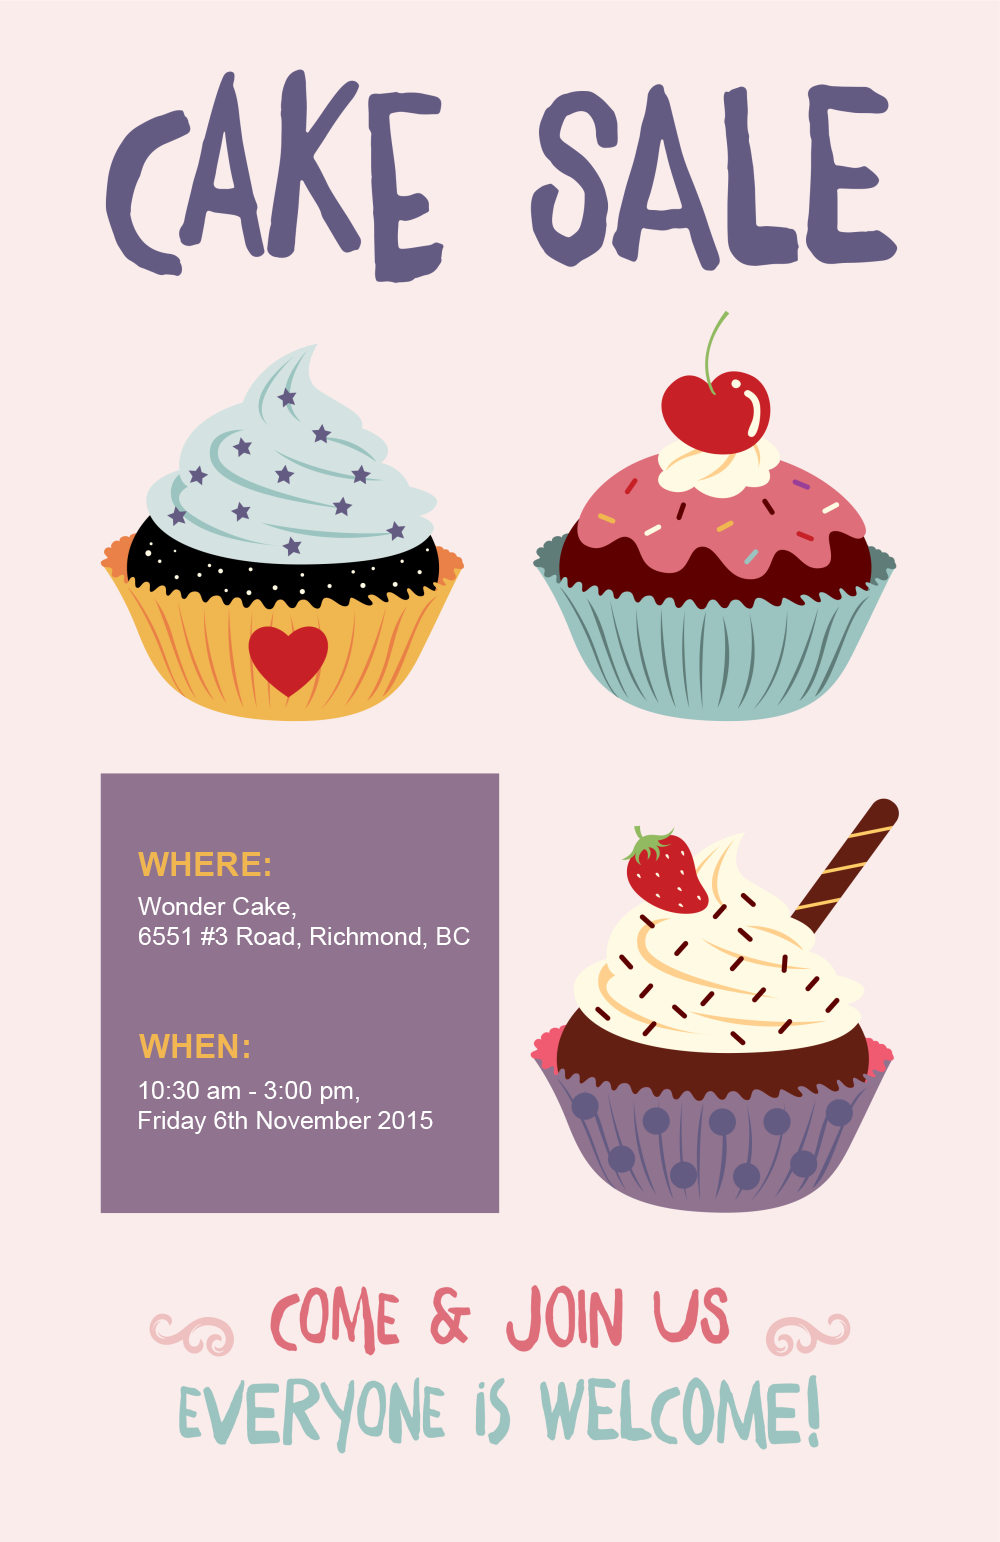 CAKE SALE
WHERE:
Wonder Cake,
6551 #3 Road, Richmond, BC
WHEN:
10:30 am - 3:00 pm,
Friday 6th November 2015
COME & JOIN US
EVERYONE iS WELCOME!